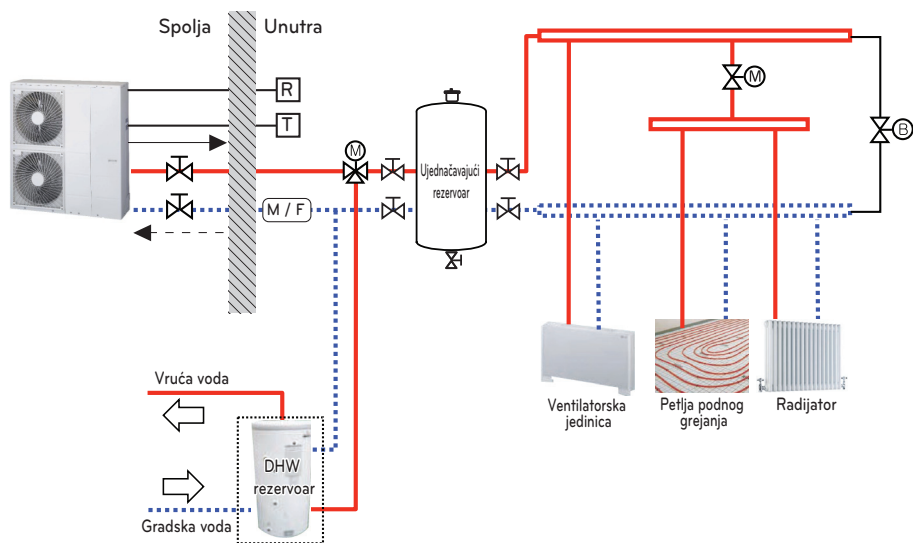 Spolja
Unutra
R
T
M
M / F
Ujednačavajući
rezervoar
M
B
Vruća voda
DHW
rezervoar
Gradska voda
Ventilatorska
jedinica
Petlja podnog
grejanja
Radijator